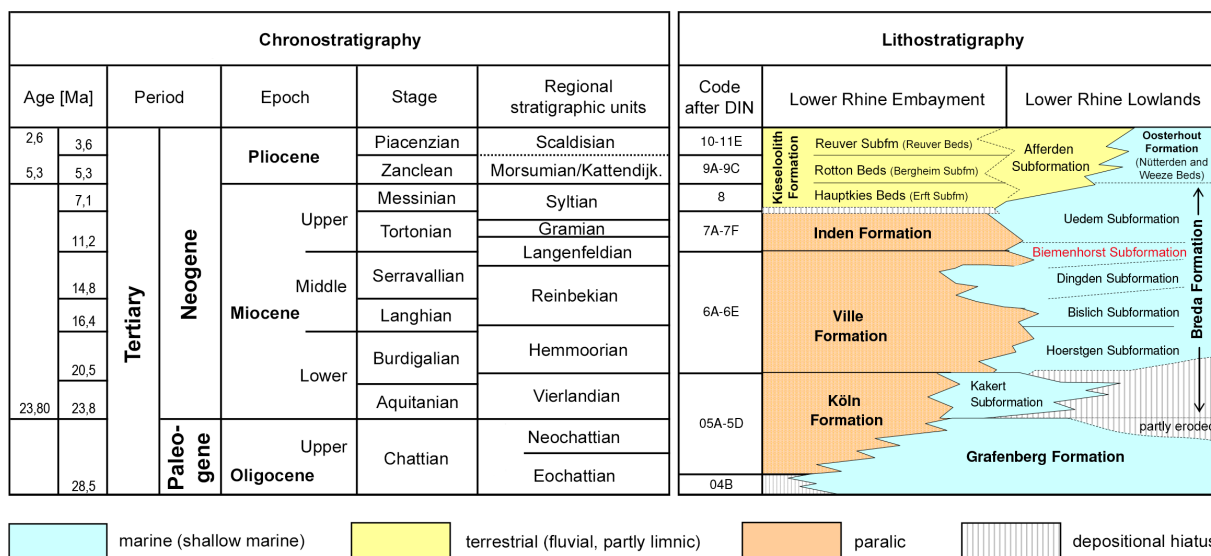 Chronostratigraphy
Lithostratigraphy
Age [Ma]
Period
Epoch
Stage
Regional
stratigraphic units
Code
after DIN
Lower Rhine Embayment
Lower Rhine Lowlands
2,6
3,6
5,3
5,3
7,1
11,2
14,8
16,4
20,5
23,80
23,8
28,5
Tertiary
Neogene
Paleo-
gene
Pliocene
Upper
Middle
Miocene
Lower
Upper
Oligocene
Piacenzian
Zanclean
Messinian
Tortonian
Serravallian
Langhian
Burdigalian
Aquitanian
Chattian
Scaldisian
Morsumian/Kattendijk.
Syltian
Gramian
Langenfeldian
Reinbekian
Hemmoorian
Vierlandian
Neochattian
Eochattian
10-11E
9A-9C
8
7A-7F
6A-6E
05A-5D
04B
Kieseloolith
Formation
Reuver Subfm (Reuver Beds)
Rotton Beds (Bergheim Subfm)
Hauptkies Beds (Erft Subfm)
Afferden
Subformation
Oosterhout
Formation
(Nütterden and
Weeze Beds)
Inden Formation
Uedem Subformation
Biemenhorst Subformation
Dingden Subformation
Ville
Formation
Bislich Subformation
Hoerstgen Subformation
Breda Formation
Köln
Formation
Kakert
Subformation
partly eroded
Grafenberg Formation
marine (shallow marine)
terrestrial (fluvial, partly limnic)
paralic
depositional hiatus